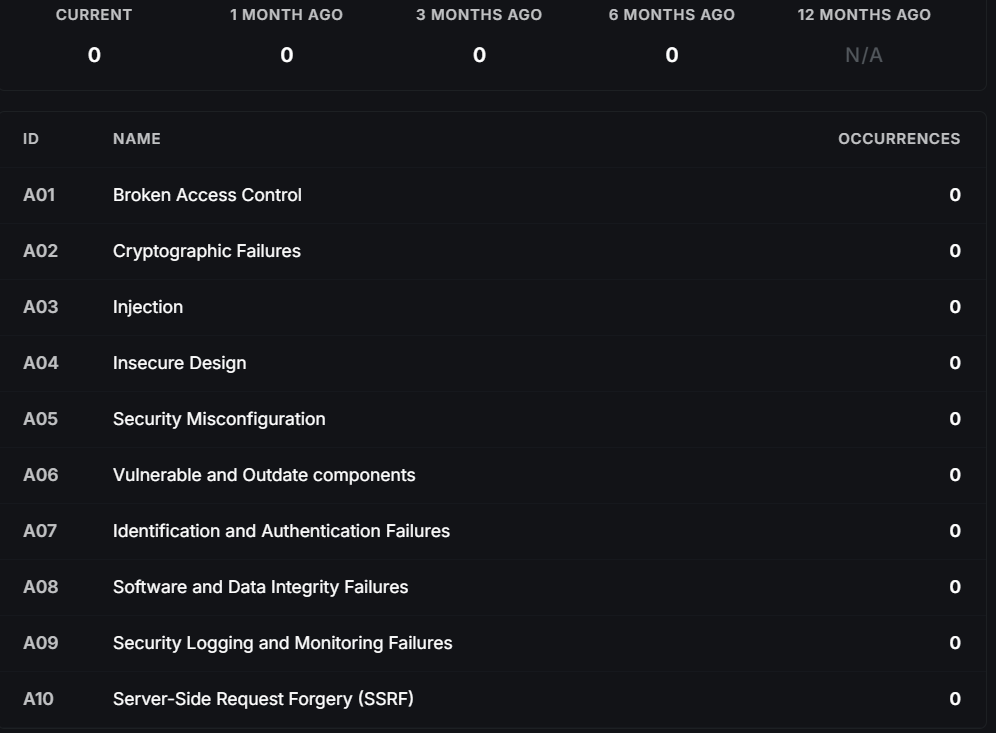 CURRENT 1 MONTH AGO 3 MONTHS AGO 6 MONTHS AGO 12 MONTHS AGO
0 0 0 0 N/A
ID NAME OCCURRENCES
A01 Broken Access Control 0
A02 Cryptographic Failures 0
A03 Injection 0
A04 Insecure Design 0
A05 Security Misconfiguration 0
A06 Vulnerable and Outdate components 0
A07 Identification and Authentication Failures 0
A08 Software and Data Integrity Failures 0
A09 Security Logging and Monitoring Failures 0
A10 Server-Side Request Forgery (SSRF) 0